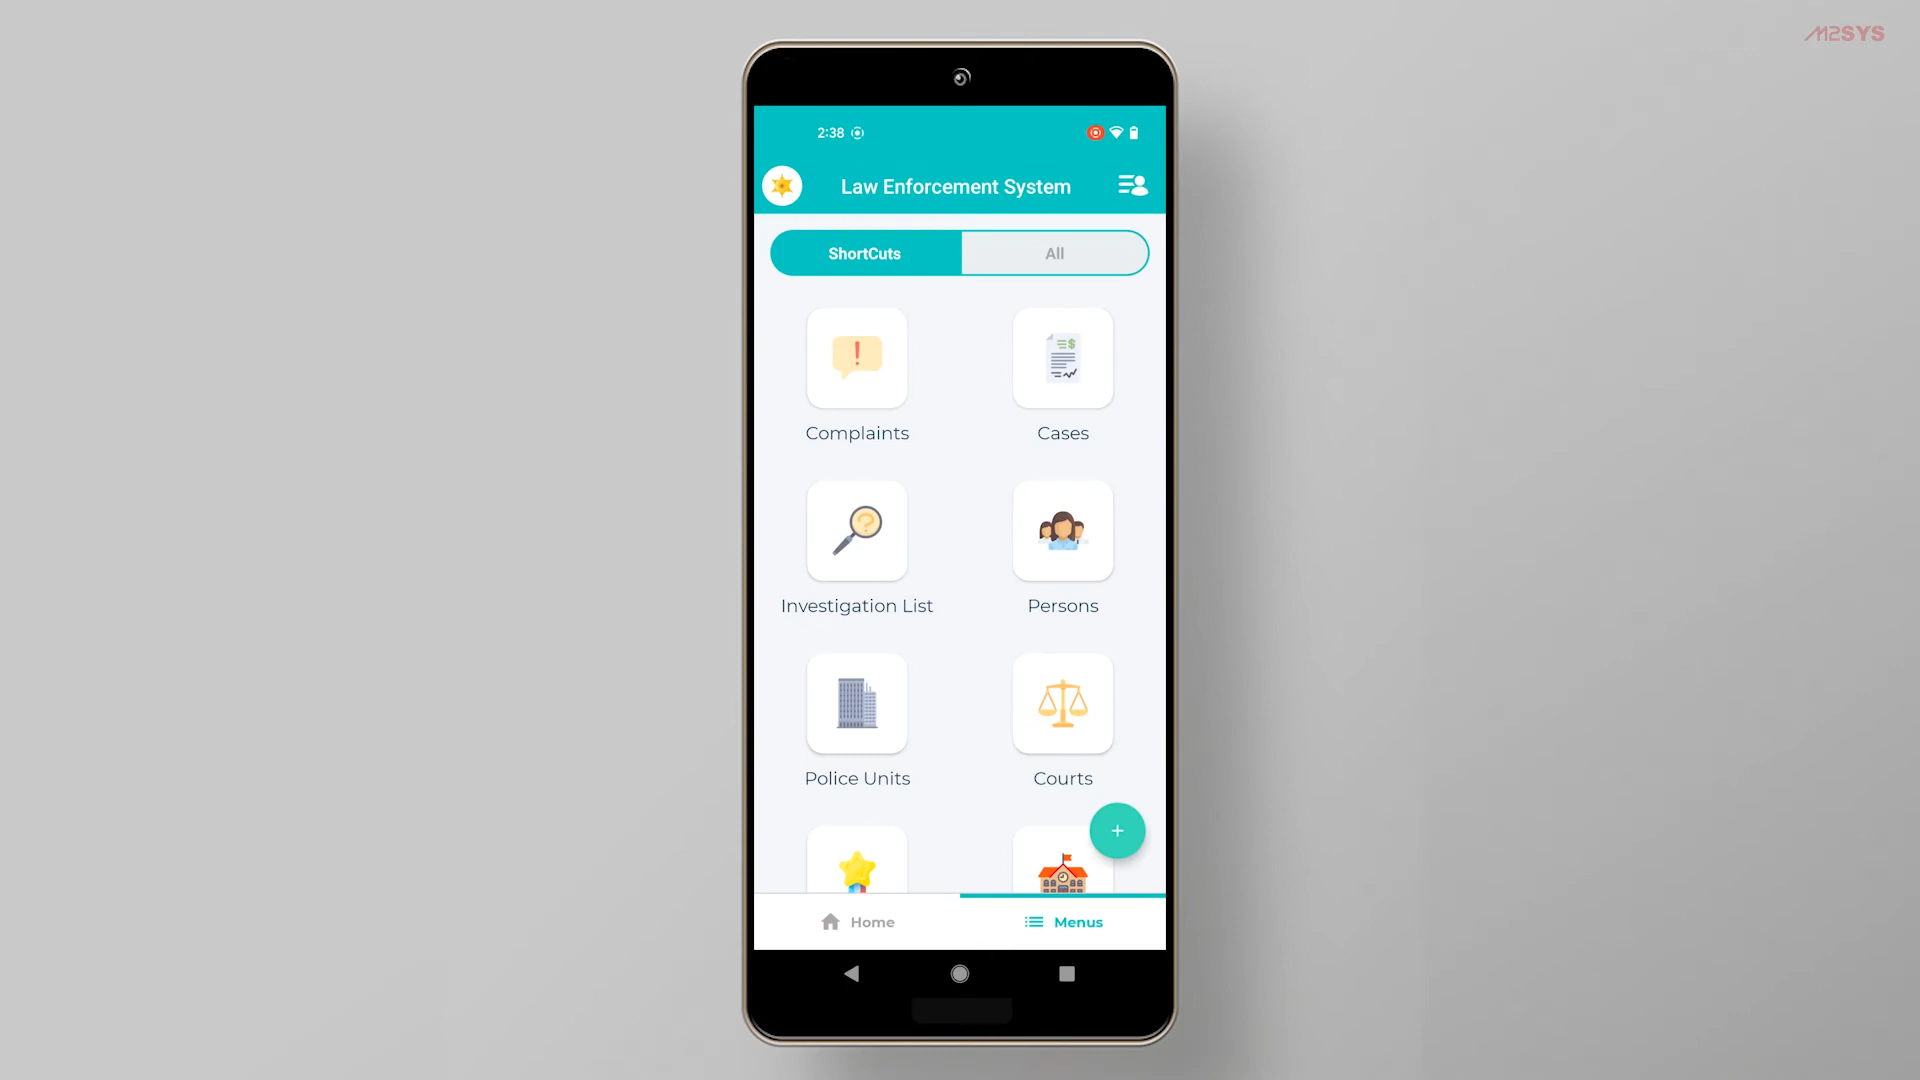 M2SYS
2:38
Law Enforcement System
ShortCuts
All
Complaints
Cases
Investigation List
Persons
Police Units
Courts
+
Home
Menus